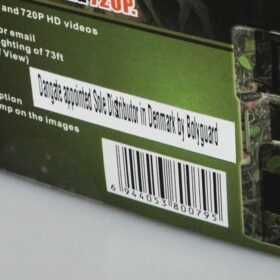 720P.
and 720P HD videos
or email
ghting of 73ft
View)
Dangate appointed Sole Distributor in Denmark by Bolyguard
ption
mp on the images
6 944053 800795